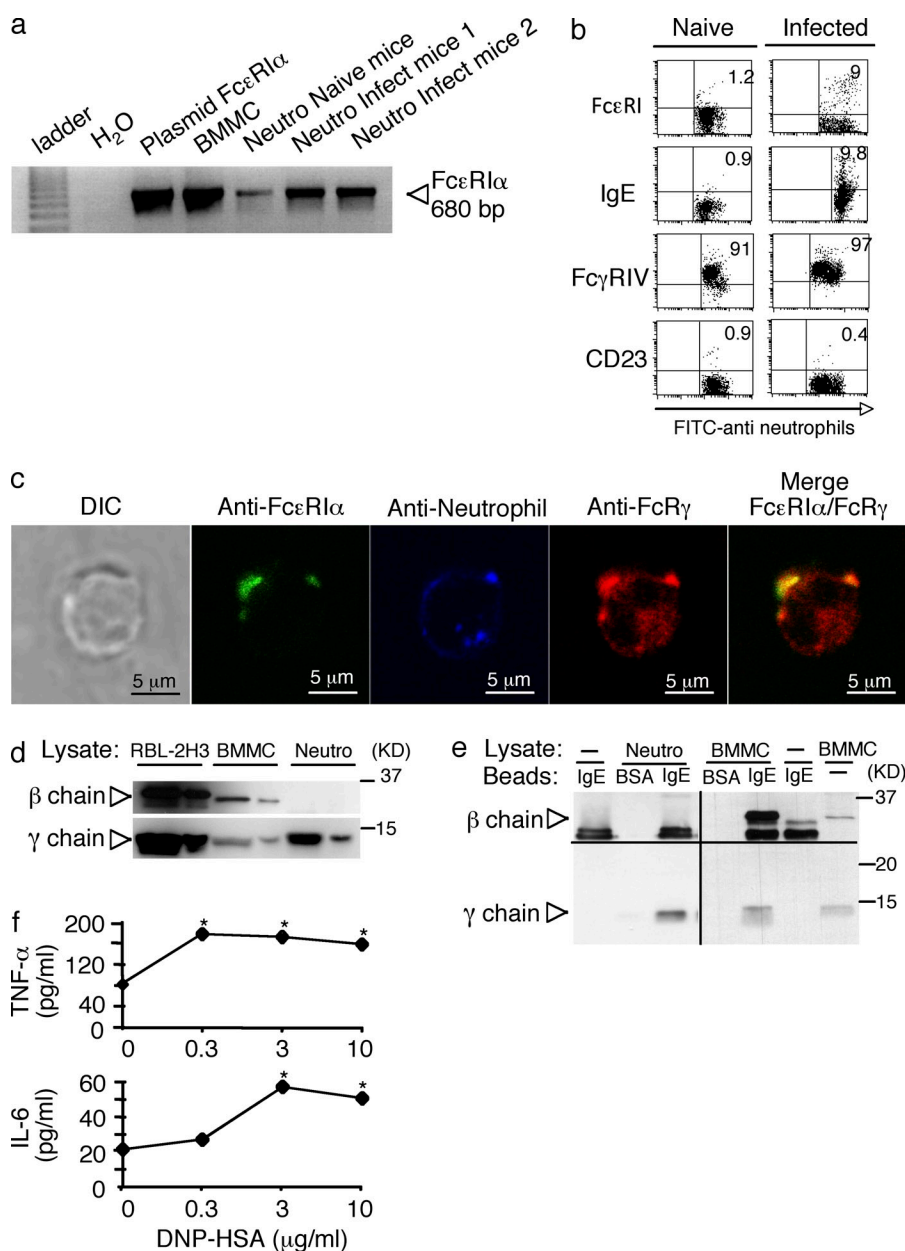 a
ladder
H₂O
Plasmid FcεRIα
BMMC
Neutro Naive mice
Neutro Infect mice 1
Neutro Infect mice 2
FcεRIα
680 bp
b
Naive Infected
FcεRI 1.2 9
IgE 0.9 9.8
FcγRIV 91 97
CD23 0.9 0.4
FITC-anti neutrophils
c
DIC Anti-FcεRIα Anti-Neutrophil Anti-FcRγ Merge FcεRIα/FcRγ
5 μm 5 μm 5 μm 5 μm 5 μm
d
Lysate: RBL-2H3 BMMC Neutro (KD)
β chain 37
γ chain 15
e
Lysate: – Neutro BMMC – BMMC
Beads: IgE BSA IgE BSA IgE IgE – (KD)
β chain 37
20
γ chain 15
f
TNF-α (pg/ml)
200
160
80
40
0
* * *
0 0.3 3 10
IL-6 (pg/ml)
60
40
20
0
* *
0 0.3 3 10
DNP-HSA (μg/ml)